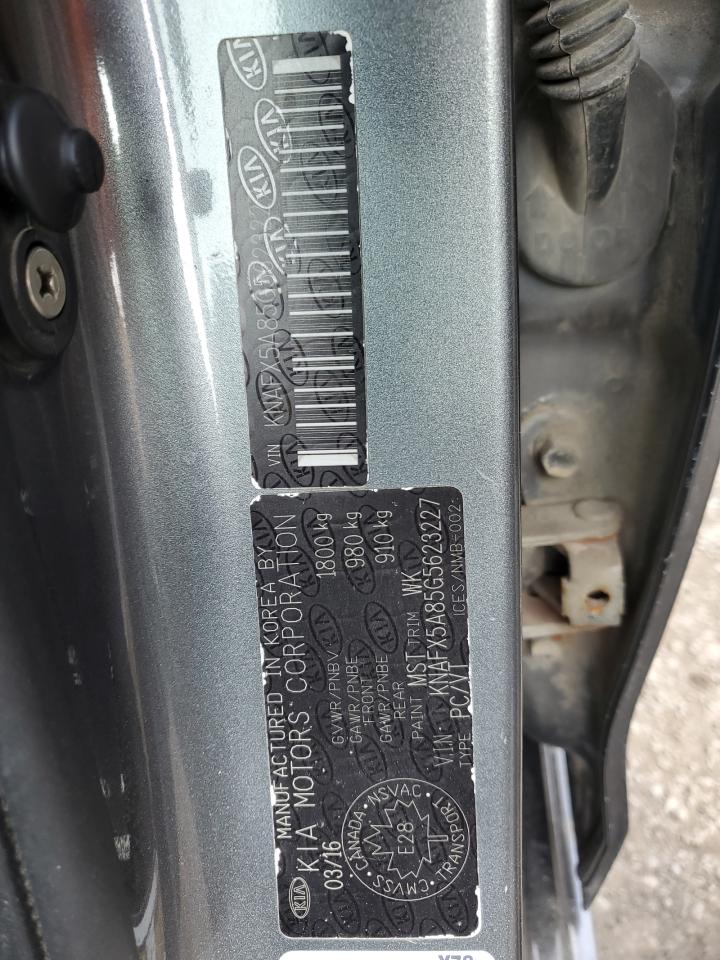 VIN KNAFX5A85G5623227
MANUFACTURED IN KOREA BY
KIA KIA MOTORS CORPORATION
03/16
GVWR/PNBV 1800 kg
GAWR/PNBE FRONT 980 kg
GAWR/PNBE REAR 910 kg
PAINT MST TRIM WK
VIN: KNAFX5A85G5623227
TYPE PC/VT ICES/NMB-002
CANADA · NSVAC
E28
CMVSS · TRANSPORT